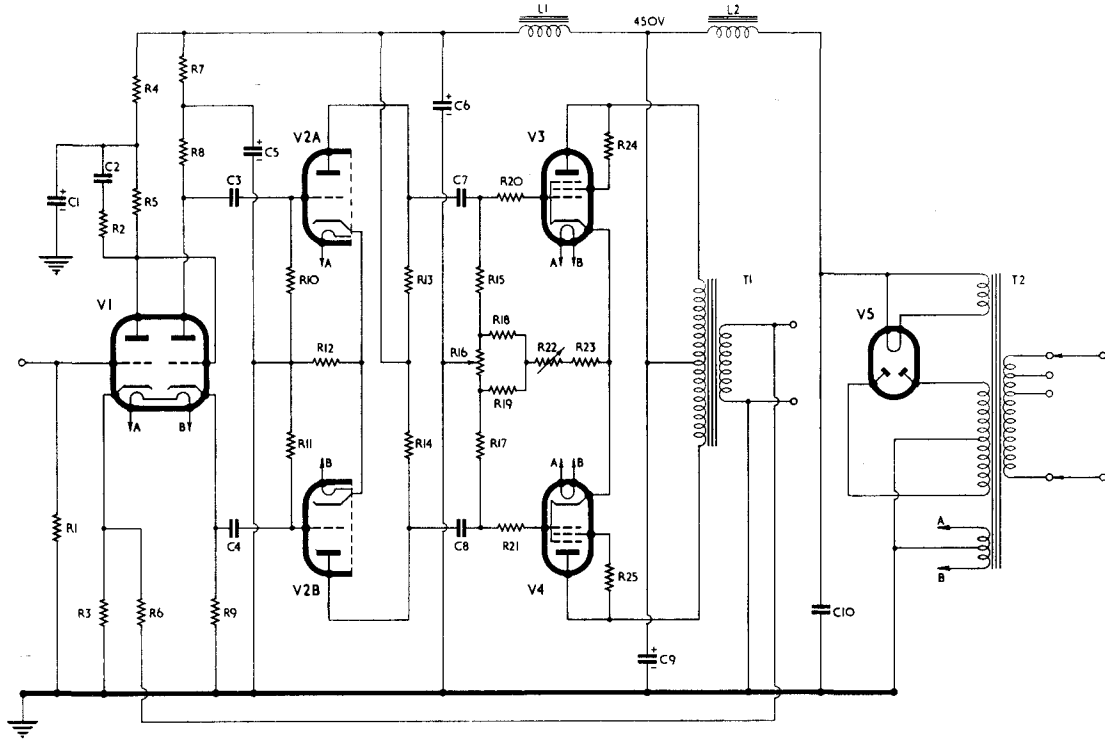 L1
450V
L2
R4
R7
C6
V2A
V3
R24
R8
C5
C2
C3
C7
R20
C1
R5
R2
A
A
B
T1
T2
V1
R10
R13
R15
V5
R18
R12
R16
R22
R23
R19
A
B
R11
R14
R17
B
A
B
R1
C4
C8
R21
A
B
V2B
V4
R25
R3
R6
R9
C10
C9